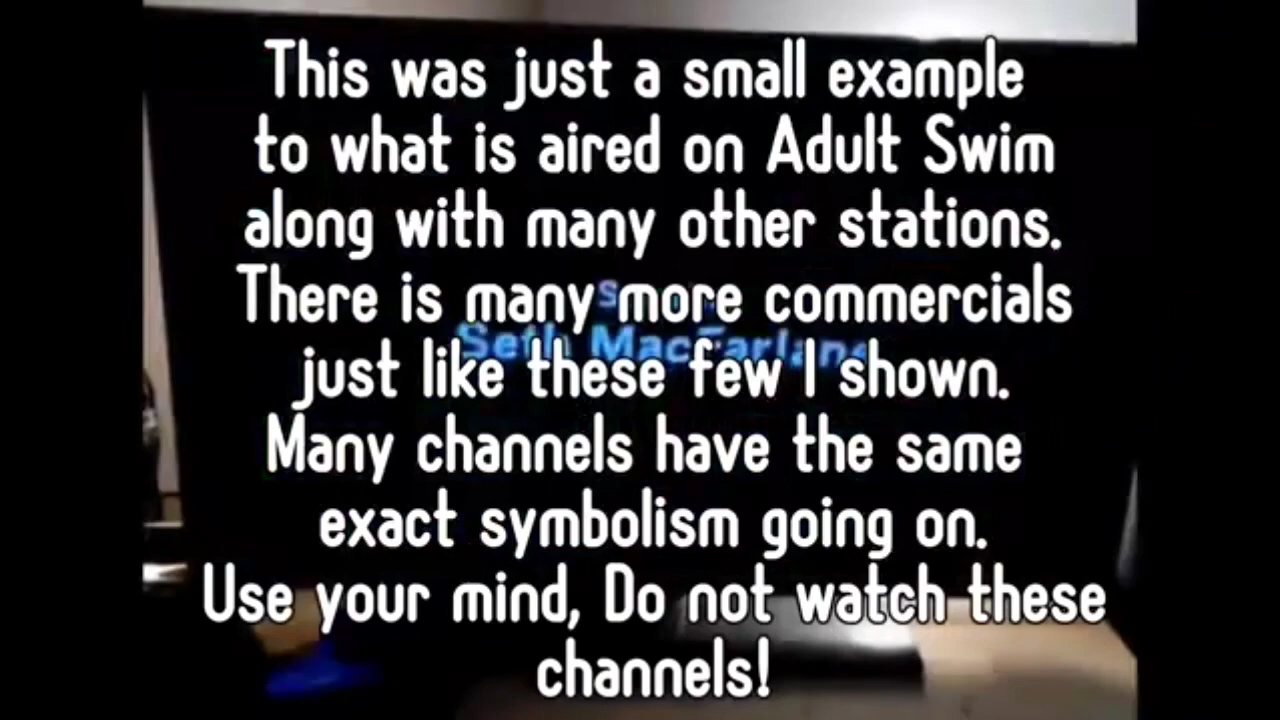 This was just a small example
to what is aired on Adult Swim
along with many other stations.
There is many more commercials
just like these few I shown.
Many channels have the same
exact symbolism going on.
Use your mind, Do not watch these
channels!
Seth MacFarlane